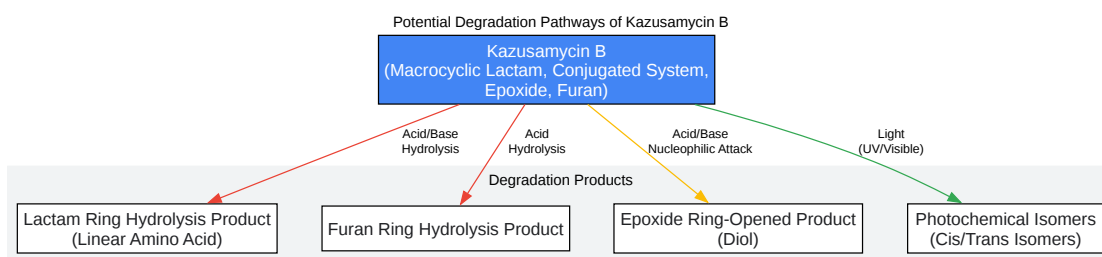 Potential Degradation Pathways of Kazusamycin B
Kazusamycin B
(Macrocyclic Lactam, Conjugated System,
Epoxide, Furan)
Acid/Base
Hydrolysis
Acid
Hydrolysis
Acid/Base
Nucleophilic Attack
Light
(UV/Visible)
Degradation Products
Lactam Ring Hydrolysis Product
(Linear Amino Acid)
Furan Ring Hydrolysis Product
Epoxide Ring-Opened Product
(Diol)
Photochemical Isomers
(Cis/Trans Isomers)